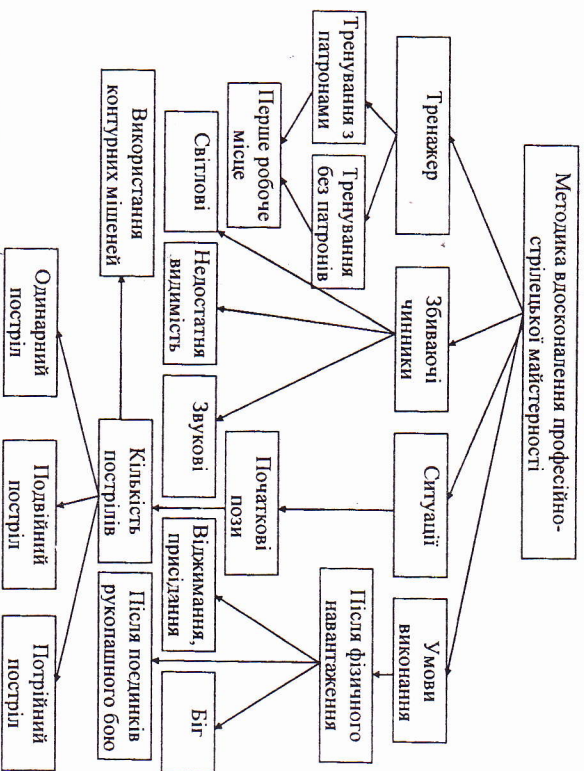 Методика вдосконалення професійно-
стрілецької майстерності
Тренажер
Збиваючі
чинники
Ситуації
Умови
виконання
Тренування з
патронами
Тренування
без патронів
Перше робоче
місце
Світлові
Недостатня
видимість
Звукові
Початкові
пози
Після фізичного
навантаження
Віджимання,
присідання
Після поєдинків
рукопашного бою
Біг
Використання
контурних мішеней
Кількість
пострілів
Одинарний
постріл
Подвійний
постріл
Потрійний
постріл